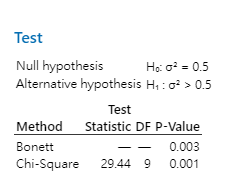 Test
Null hypothesis H₀: σ² = 0.5
Alternative hypothesis H₁ : σ² > 0.5
Test
Method Statistic DF P-Value
Bonett — — 0.003
Chi-Square 29.44 9 0.001